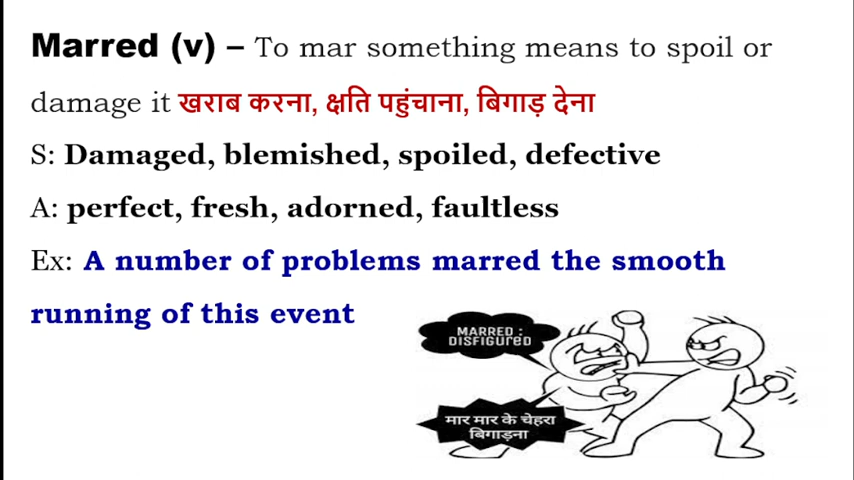 Marred (v) – To mar something means to spoil or
damage it खराब करना, क्षति पहुंचाना, बिगाड़ देना
S: Damaged, blemished, spoiled, defective
A: perfect, fresh, adorned, faultless
Ex: A number of problems marred the smooth
running of this event
MARRED :
DISFIGURED
मार मार के चेहरा
बिगाड़ना